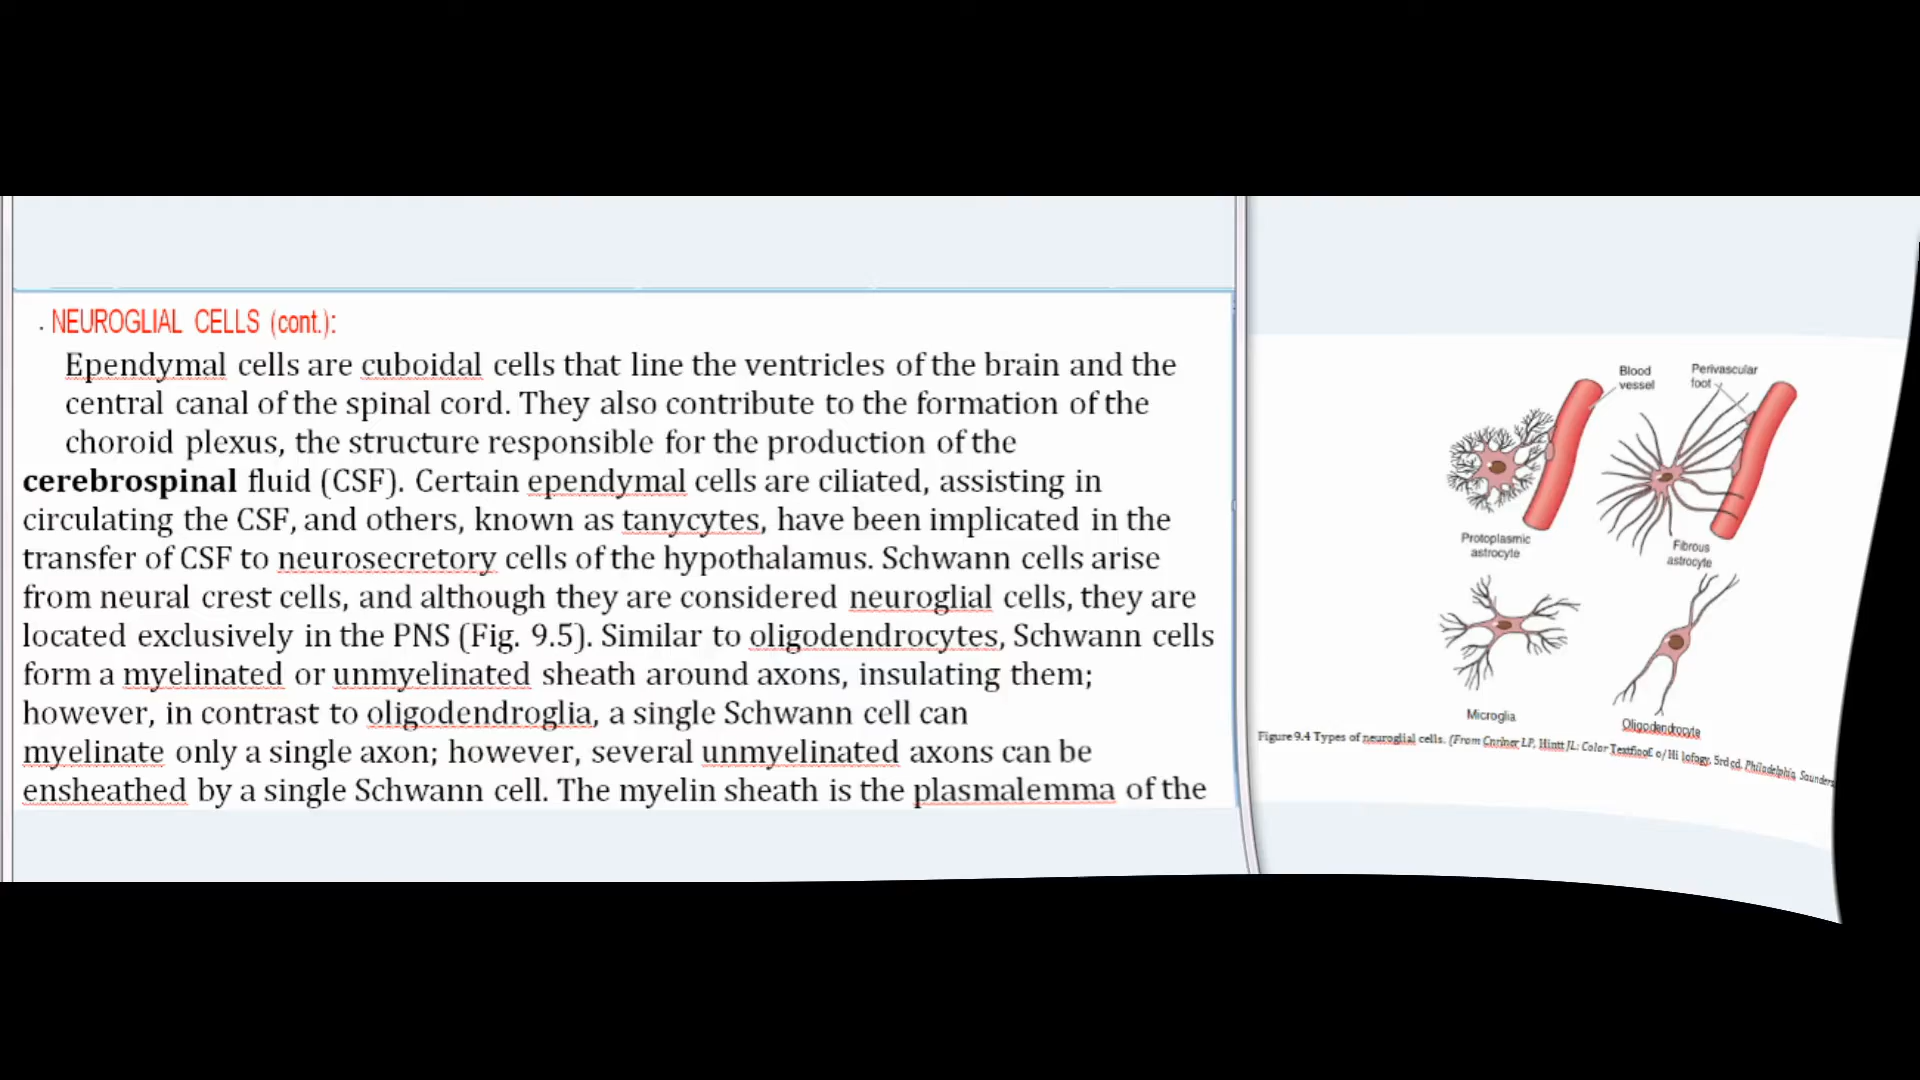 . NEUROGLIAL CELLS (cont.):
Ependymal cells are cuboidal cells that line the ventricles of the brain and the
central canal of the spinal cord. They also contribute to the formation of the
choroid plexus, the structure responsible for the production of the
cerebrospinal fluid (CSF). Certain ependymal cells are ciliated, assisting in
circulating the CSF, and others, known as tanycytes, have been implicated in the
transfer of CSF to neurosecretory cells of the hypothalamus. Schwann cells arise
from neural crest cells, and although they are considered neuroglial cells, they are
located exclusively in the PNS (Fig. 9.5). Similar to oligodendrocytes, Schwann cells
form a myelinated or unmyelinated sheath around axons, insulating them;
however, in contrast to oligodendroglia, a single Schwann cell can
myelinate only a single axon; however, several unmyelinated axons can be
ensheathed by a single Schwann cell. The myelin sheath is the plasmalemma of the
Blood
vessel
Perivascular
foot
Protoplasmic
astrocyte
Fibrous
astrocyte
Microglia
Oligodendrocyte
Figure 9.4 Types of neuroglial cells. (From LP, JL: Color Philadelphia, Saunders